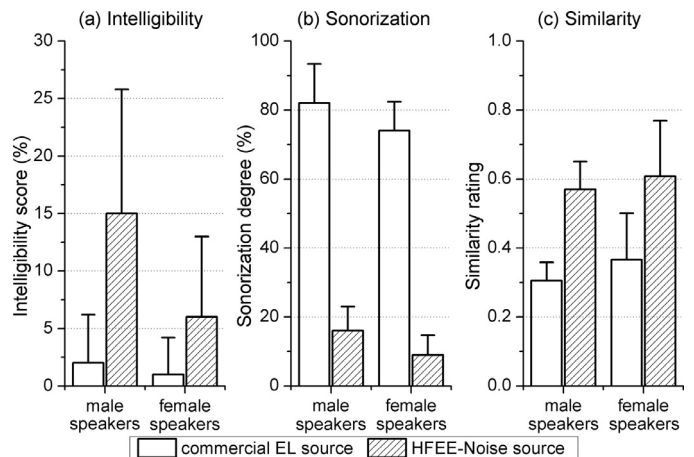 (a) Intelligibility
Intelligibility score (%)
30
25
20
15
10
5
0
male
speakers
female
speakers
(b) Sonorization
Sonorization degree (%)
100
80
60
40
20
0
male
speakers
female
speakers
(c) Similarity
Similarity rating
1.0
0.8
0.6
0.4
0.2
0.0
male
speakers
female
speakers
commercial EL source
HFEE-Noise source